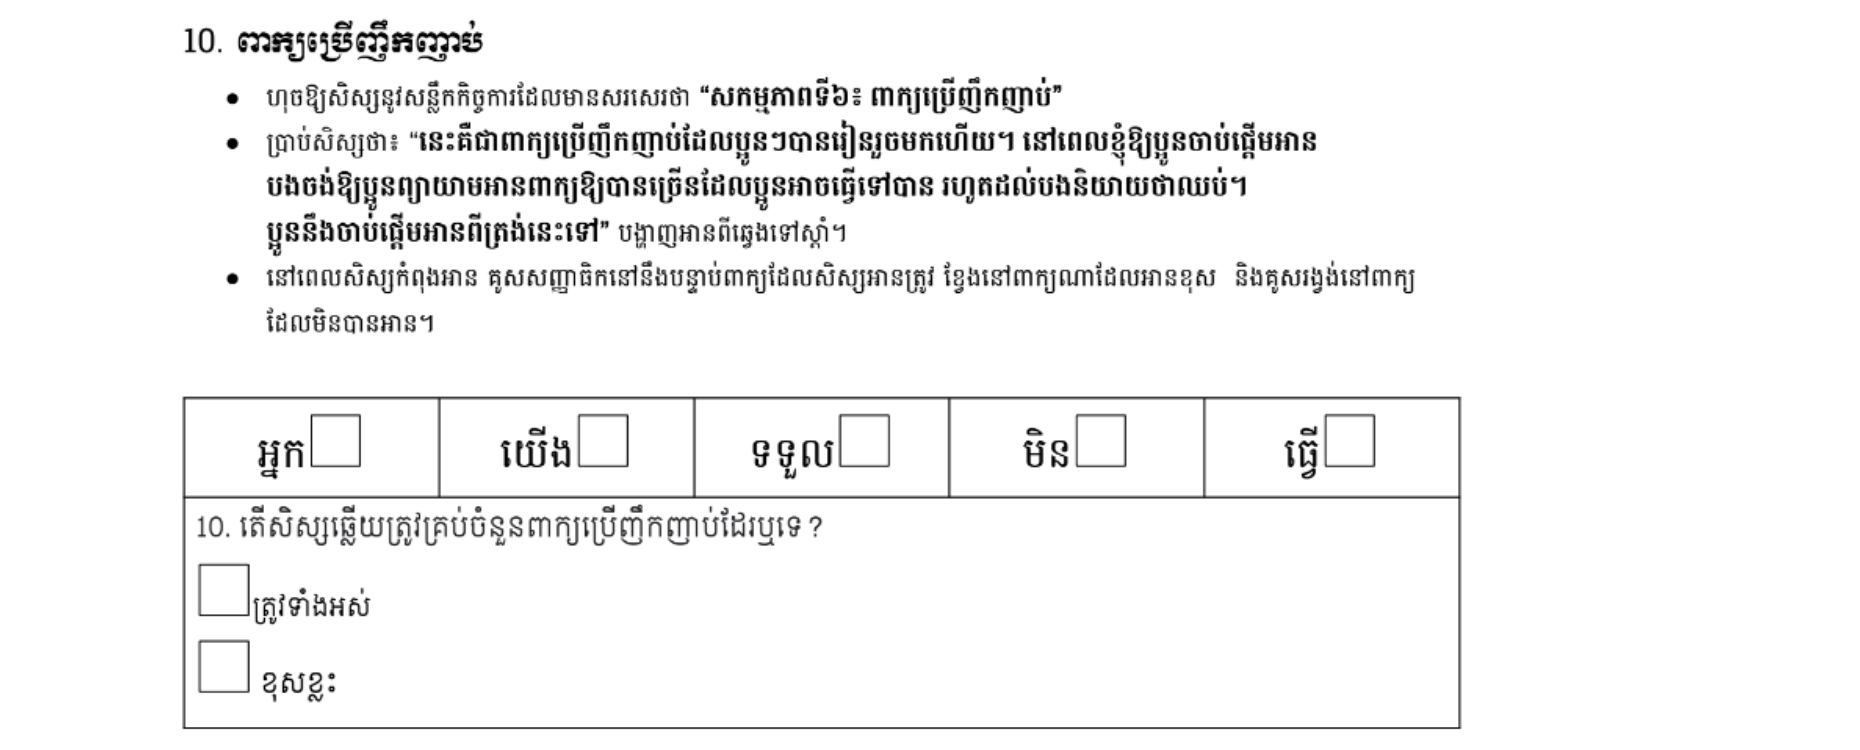 10. ពាក្យប្រើញឹកញាប់
● ហុចឱ្យសិស្សនូវសន្លឹកកិច្ចការដែលមានសរសេរថា “សកម្មភាពទី៦៖ ពាក្យប្រើញឹកញាប់”
● ប្រាប់សិស្សថា៖ “នេះគឺជាពាក្យប្រើញឹកញាប់ដែលប្អូនៗបានរៀនរួចមកហើយ។ នៅពេលខ្ញុំឱ្យប្អូនចាប់ផ្តើមអាន
បងចង់ឱ្យប្អូនព្យាយាមអានពាក្យឱ្យបានច្រើនដែលប្អូនអាចធ្វើទៅបាន រហូតដល់បងនិយាយថាឈប់។
ប្អូននឹងចាប់ផ្តើមអានពីត្រង់នេះទៅ” បង្ហាញអានពីឆ្វេងទៅស្តាំ។
● នៅពេលសិស្សកំពុងអាន គូសសញ្ញាធិកនៅនឹងបន្ទាប់ពាក្យដែលសិស្សអានត្រូវ ខ្វែងនៅពាក្យណាដែលអានខុស និងគូសរង្វង់នៅពាក្យ
ដែលមិនបានអាន។
អ្នក យើង ទទួល មិន ធ្វើ
10. តើសិស្សឆ្លើយត្រូវគ្រប់ចំនួនពាក្យប្រើញឹកញាប់ដែរឬទេ ?
ត្រូវទាំងអស់
ខុសខ្លះ